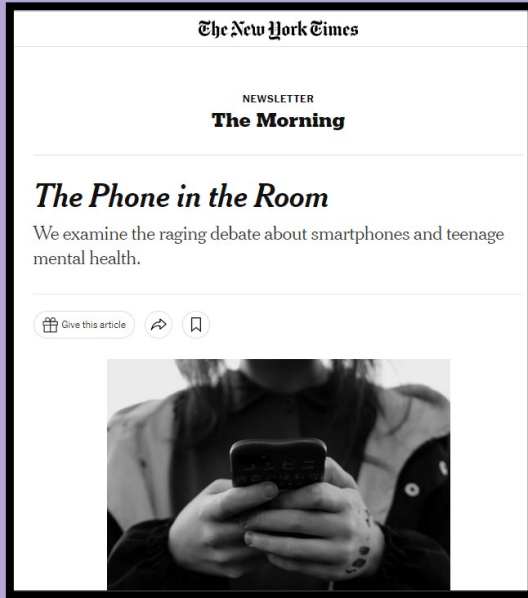 The New York Times
NEWSLETTER
The Morning
The Phone in the Room
We examine the raging debate about smartphones and teenage
mental health.
Give this article